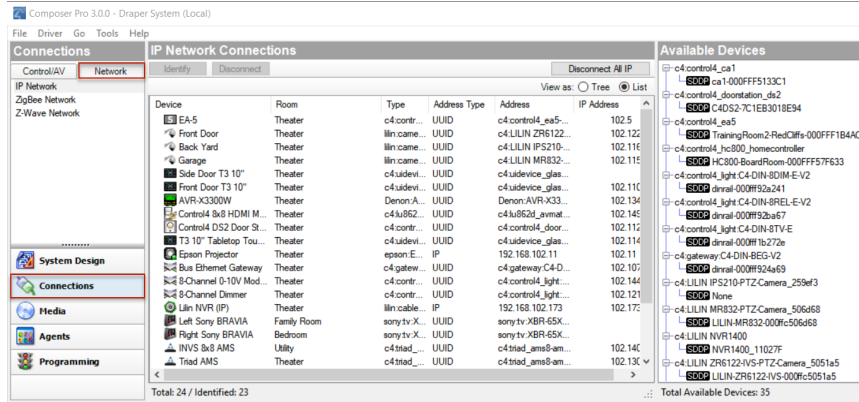 Composer Pro 3.0.0 - Draper System (Local)
File Driver Go Tools Help
Connections
Control/AV Network
IP Network
ZigBee Network
Z-Wave Network
System Design
Connections
Media
Agents
Programming
IP Network Connections
Identify Disconnect Disconnect All IP
View as: Tree List
Device Room Type Address Type Address IP Address
EA-5 Theater c4:contr... UUID c4:control4_ea5-... 102.5
Front Door Theater lilin:came... UUID c4:LILIN ZR6122... 102.122
Back Yard Theater lilin:came... UUID c4:LILIN IPS210-... 102.116
Garage Theater lilin:came... UUID c4:LILIN MR832-... 102.115
Side Door T3 10" Theater c4:uidevi... UUID c4:uidevice_glas...
Front Door T3 10" Theater c4:uidevi... UUID c4:uidevice_glas... 102.110
AVR-X3300W Theater Denon:A... UUID Denon:AVR-X33... 102.134
Control4 8x8 HDMI M... Theater c4:lu862... UUID c4:lu862d_avmat... 102.149
Control4 DS2 Door St... Theater c4:contr... UUID c4:control4_door... 102.112
T3 10" Tabletop Tou... Theater c4:uidevi... UUID c4:uidevice_glas... 102.114
Epson Projector Theater epson:E... IP 192.168.102.11 102.11
Bus Ethernet Gateway Theater c4:gatew... UUID c4:gateway:C4-D... 102.107
8-Channel 0-10V Mod... Theater c4:contr... UUID c4:control4_light:... 102.144
8-Channel Dimmer Theater c4:contr... UUID c4:control4_light:... 102.121
Lilin NVR (IP) Theater lilin:cable... IP 192.168.102.173 102.173
Left Sony BRAVIA Family Room sony:tv:X... UUID sony:tv:XBR-65X...
Right Sony BRAVIA Bedroom sony:tv:X... UUID sony:tv:XBR-65X...
INVS 8x8 AMS Utility c4:triad_... UUID c4:triad_ams8-am... 102.140
Triad AMS Theater c4:triad_... UUID c4:triad_ams8-am... 102.130
Total: 24 / Identified: 23
Available Devices
c4:control4_ca1
SDDP ca1-000FFF5133C1
c4:control4_doorstation_ds2
SDDP C4DS2-7C1EB3018E94
c4:control4_ea5
SDDP TrainingRoom2-RedCliffs-000FFF1B4AC
c4:control4_hc800_homecontroller
SDDP HC800-BoardRoom-000FFF57F633
c4:control4_light:C4-DIN-8DIM-E-V2
SDDP dinrail-000fff92a241
c4:control4_light:C4-DIN-8REL-E-V2
SDDP dinrail-000fff92ba67
c4:control4_light:C4-DIN-8TV-E
SDDP dinrail-000fff1b272e
c4:gateway:C4-DIN-BEG-V2
SDDP dinrail-000fff924a69
c4:LILIN IPS210-PTZ-Camera_259ef3
SDDP None
c4:LILIN MR832-PTZ-Camera_506d68
SDDP LILIN-MR832-000ffc506d68
c4:LILIN NVR1400
SDDP NVR1400_11027F
c4:LILIN ZR6122-IVS-PTZ-Camera_5051a5
SDDP LILIN-ZR6122-IVS-000ffc5051a5
Total Available Devices: 35